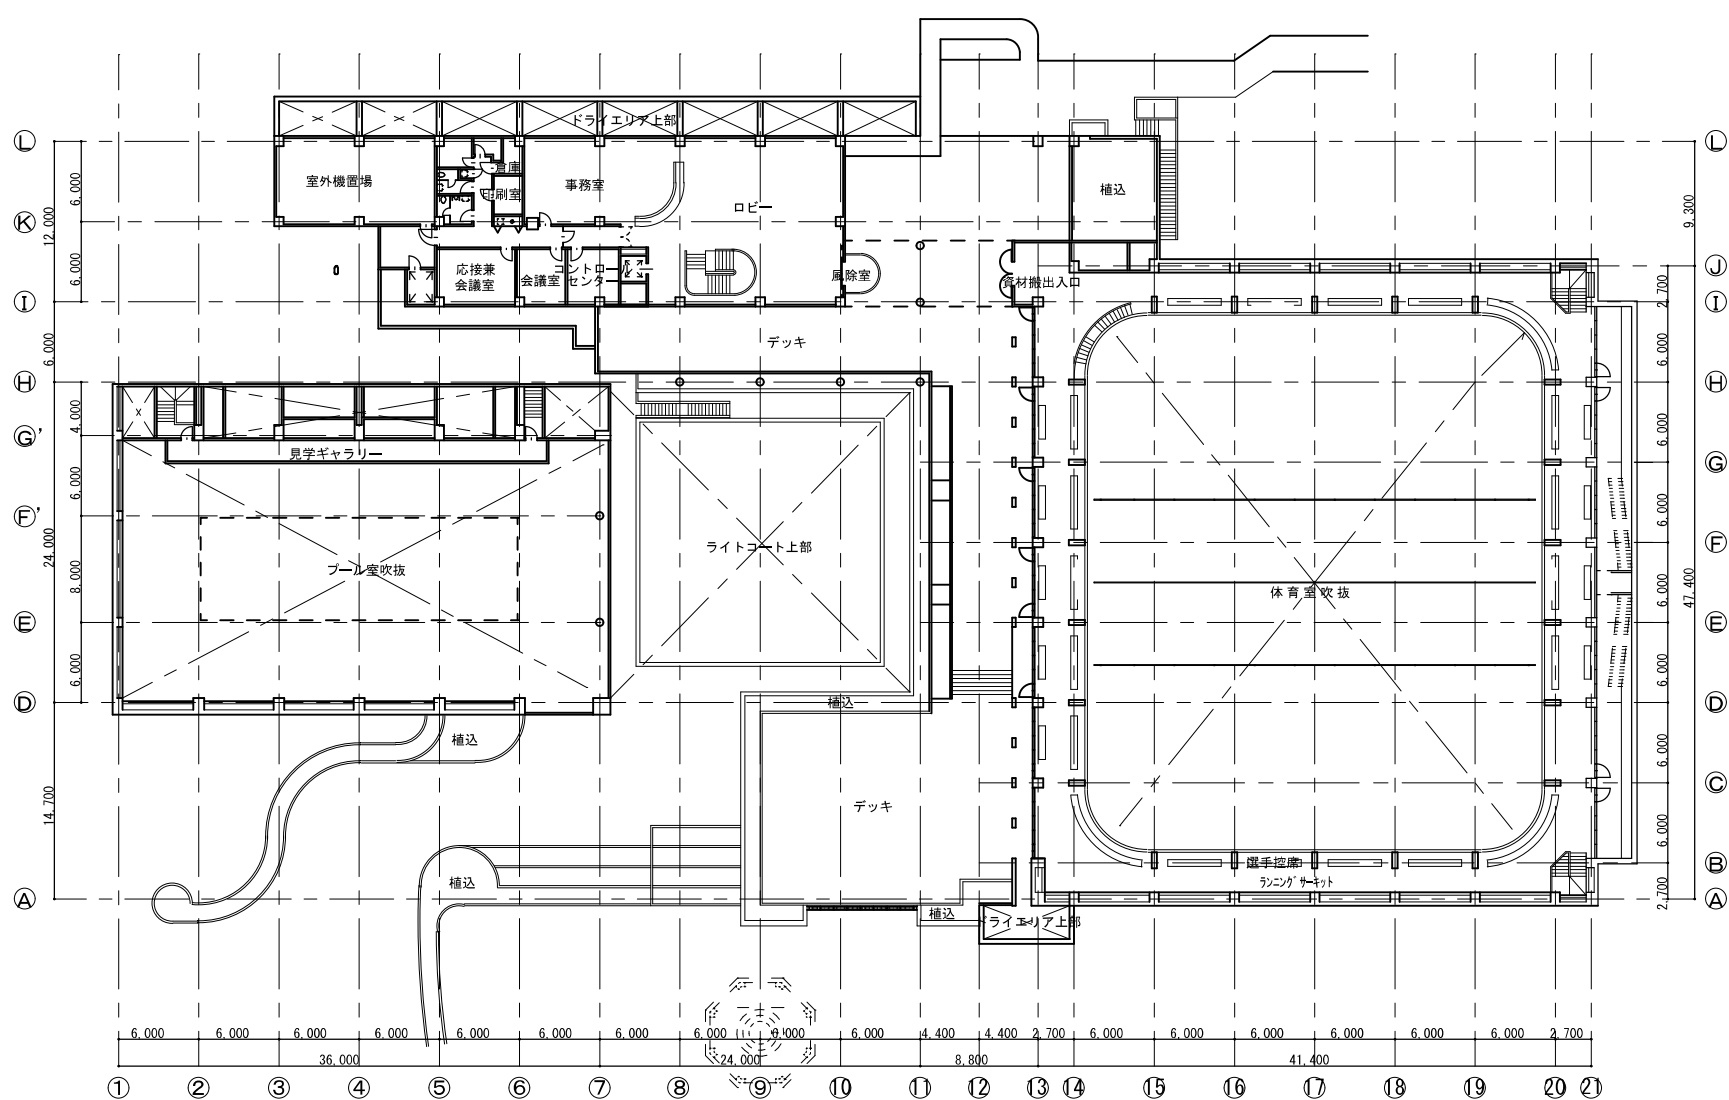 ドライエリア上部
Ⓛ
Ⓛ
倉庫
室外機置場
事務室
植込
印刷室
6,000
ロビー
9,300
Ⓚ
Ⓚ
12,000
Ⓙ
応接兼
会議室
会議室
コントロール
センター
風除室
資材搬出入口
6,000
2,700
Ⓘ
Ⓘ
デッキ
6,000
6,000
Ⓗ
Ⓗ
4,000
6,000
Ⓖ'
見学ギャラリー
Ⓖ
6,000
6,000
Ⓕ'
24,000
ライトコート上部
Ⓕ
プール室吹抜
8,000
体育室吹抜
6,000
47,400
Ⓔ
Ⓔ
6,000
6,000
Ⓓ
植込
Ⓓ
植込
6,000
Ⓒ
14,700
デッキ
6,000
選手控席
Ⓑ
植込
ランニングサーキット
2,700
Ⓐ
植込
ドライエリア上部
Ⓐ
6,000 6,000 6,000 6,000 6,000 6,000 6,000 6,000 6,000 6,000 4,400 4,400 2,700 6,000 6,000 6,000 6,000 6,000 6,000 2,700
36,000 24,000 8,800 41,400
① ② ③ ④ ⑤ ⑥ ⑦ ⑧ ⑨ ⑩ ⑪ ⑫ ⑬ ⑭ ⑮ ⑯ ⑰ ⑱ ⑲ ⑳ ㉑